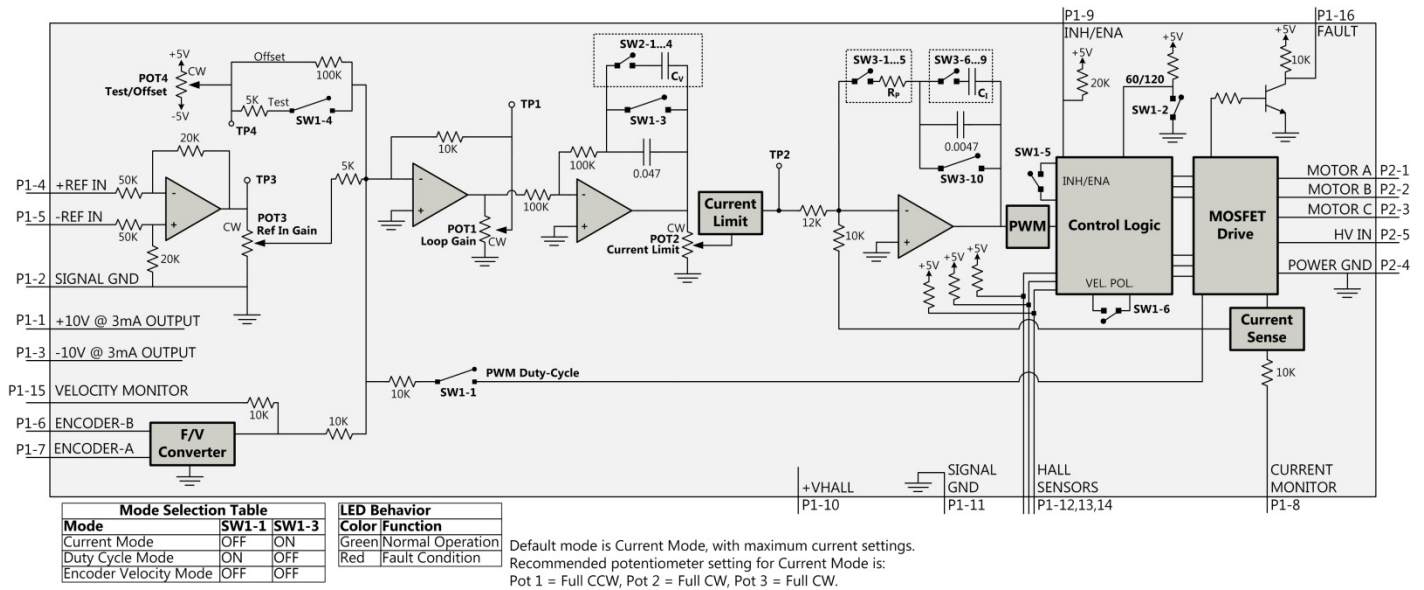 P1-9
INH/ENA
P1-16
FAULT
+5V
POT4
Test/Offset
CW
-5V
Offset
100K
5K
Test
TP4
SW1-4
SW2-1...4
CV
SW1-3
100K
0.047
SW3-1...5
RP
SW3-6...9
CI
0.0047
SW3-10
+5V
20K
60/120
SW1-2
+5V
10K
20K
P1-4
+REF IN
50K
P1-5
-REF IN
50K
20K
TP3
CW
POT3
Ref In Gain
5K
10K
TP1
POT1
Loop Gain
CW
100K
CW
POT2
Current Limit
Current
Limit
TP2
12K
10K
SW1-5
INH/ENA
PWM
Control Logic
VEL. POL.
SW1-6
MOSFET
Drive
MOTOR A
P2-1
MOTOR B
P2-2
MOTOR C
P2-3
HV IN
P2-5
POWER GND
P2-4
+5V
+5V
+5V
P1-2
SIGNAL GND
P1-1
+10V @ 3mA OUTPUT
P1-3
-10V @ 3mA OUTPUT
Current
Sense
10K
P1-15
VELOCITY MONITOR
10K
10K
SW1-1
PWM Duty-Cycle
P1-6
ENCODER-B
P1-7
ENCODER-A
F/V
Converter
10K
+VHALL
P1-10
SIGNAL
GND
P1-11
HALL
SENSORS
P1-12,13,14
CURRENT
MONITOR
P1-8
Mode Selection Table
Mode SW1-1 SW1-3
Current Mode OFF ON
Duty Cycle Mode ON OFF
Encoder Velocity Mode OFF OFF
LED Behavior
Color Function
Green Normal Operation
Red Fault Condition
Default mode is Current Mode, with maximum current settings.
Recommended potentiometer setting for Current Mode is:
Pot 1 = Full CCW, Pot 2 = Full CW, Pot 3 = Full CW.